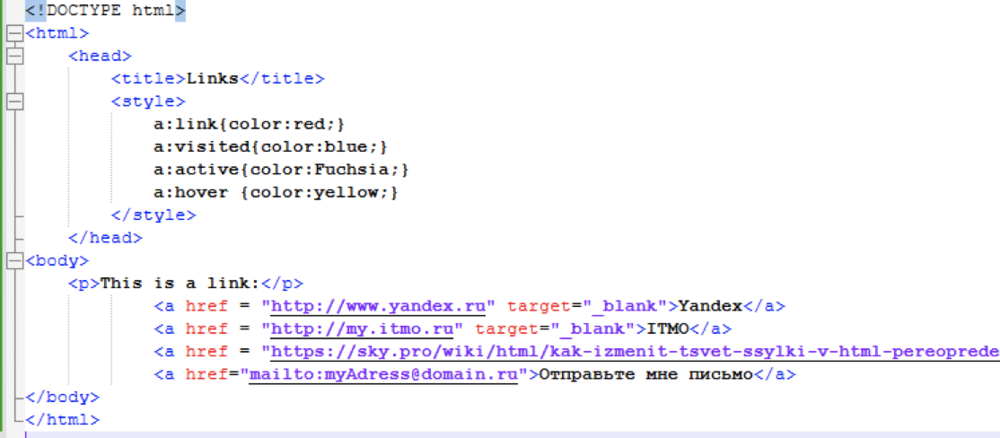 <!DOCTYPE html>
<html>
<head>
<title>Links</title>
<style>
a:link{color:red;}
a:visited{color:blue;}
a:active{color:Fuchsia;}
a:hover {color:yellow;}
</style>
</head>
<body>
<p>This is a link:</p>
<a href = "http://www.yandex.ru" target="_blank">Yandex</a>
<a href = "http://my.itmo.ru" target="_blank">ITMO</a>
<a href = "https://sky.pro/wiki/html/kak-izmenit-tsvet-ssylki-v-html-pereoprede
<a href="mailto:myAdress@domain.ru">Отправьте мне письмо</a>
</body>
</html>